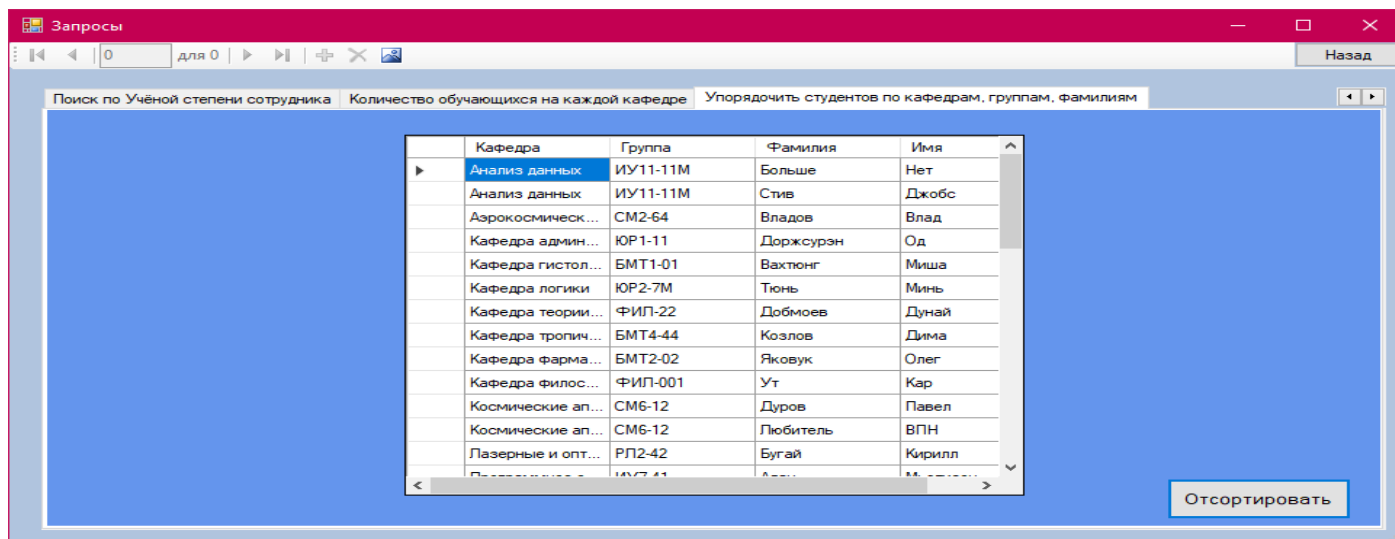 Запросы
0 для 0 Назад
Поиск по Учёной степени сотрудника Количество обучающихся на каждой кафедре Упорядочить студентов по кафедрам, группам, фамилиям
Кафедра Группа Фамилия Имя
Анализ данных ИУ11-11М Больше Нет
Анализ данных ИУ11-11М Стив Джобс
Аэрокосмическ... СМ2-64 Владов Влад
Кафедра админ... ЮР1-11 Доржсурэн Од
Кафедра гистол... БМТ1-01 Вахтюнг Миша
Кафедра логики ЮР2-7М Тюнь Минь
Кафедра теории... ФИЛ-22 Добмоев Дунай
Кафедра тропич... БМТ4-44 Козлов Дима
Кафедра фарма... БМТ2-02 Яковук Олег
Кафедра филос... ФИЛ-001 Ут Кар
Космические ап... СМ6-12 Дуров Павел
Космические ап... СМ6-12 Любитель ВПН
Лазерные и опт... РЛ2-42 Бугай Кирилл
Отсортировать